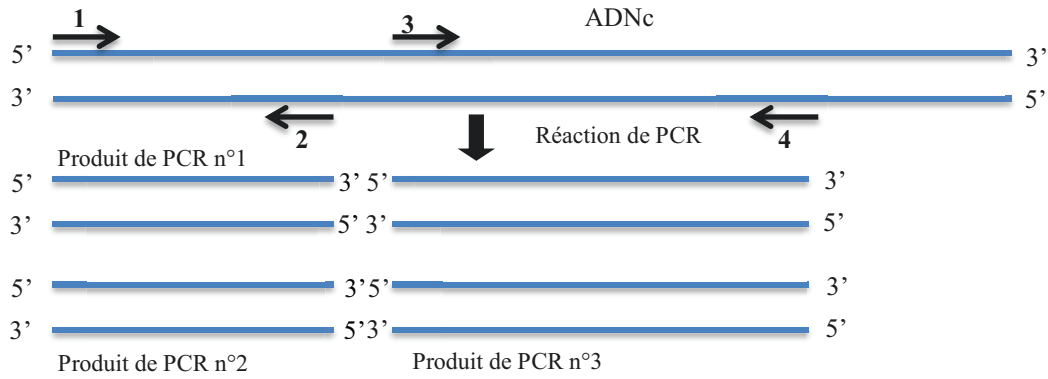 1 3 ADNc
5’ 3’
3’ 5’
2 Réaction de PCR 4
Produit de PCR n°1
5’ 3’ 5’ 3’
3’ 5’ 3’ 5’
5’ 3’5’ 3’
3’ 5’3’ 5’
Produit de PCR n°2 Produit de PCR n°3